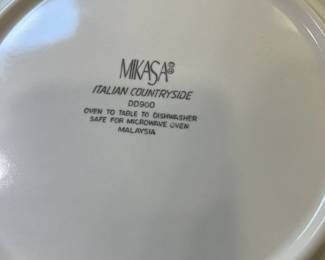 MIKASA
ITALIAN COUNTRYSIDE
DD900
OVEN TO TABLE TO DISHWASHER
SAFE FOR MICROWAVE OVEN
MALAYSIA